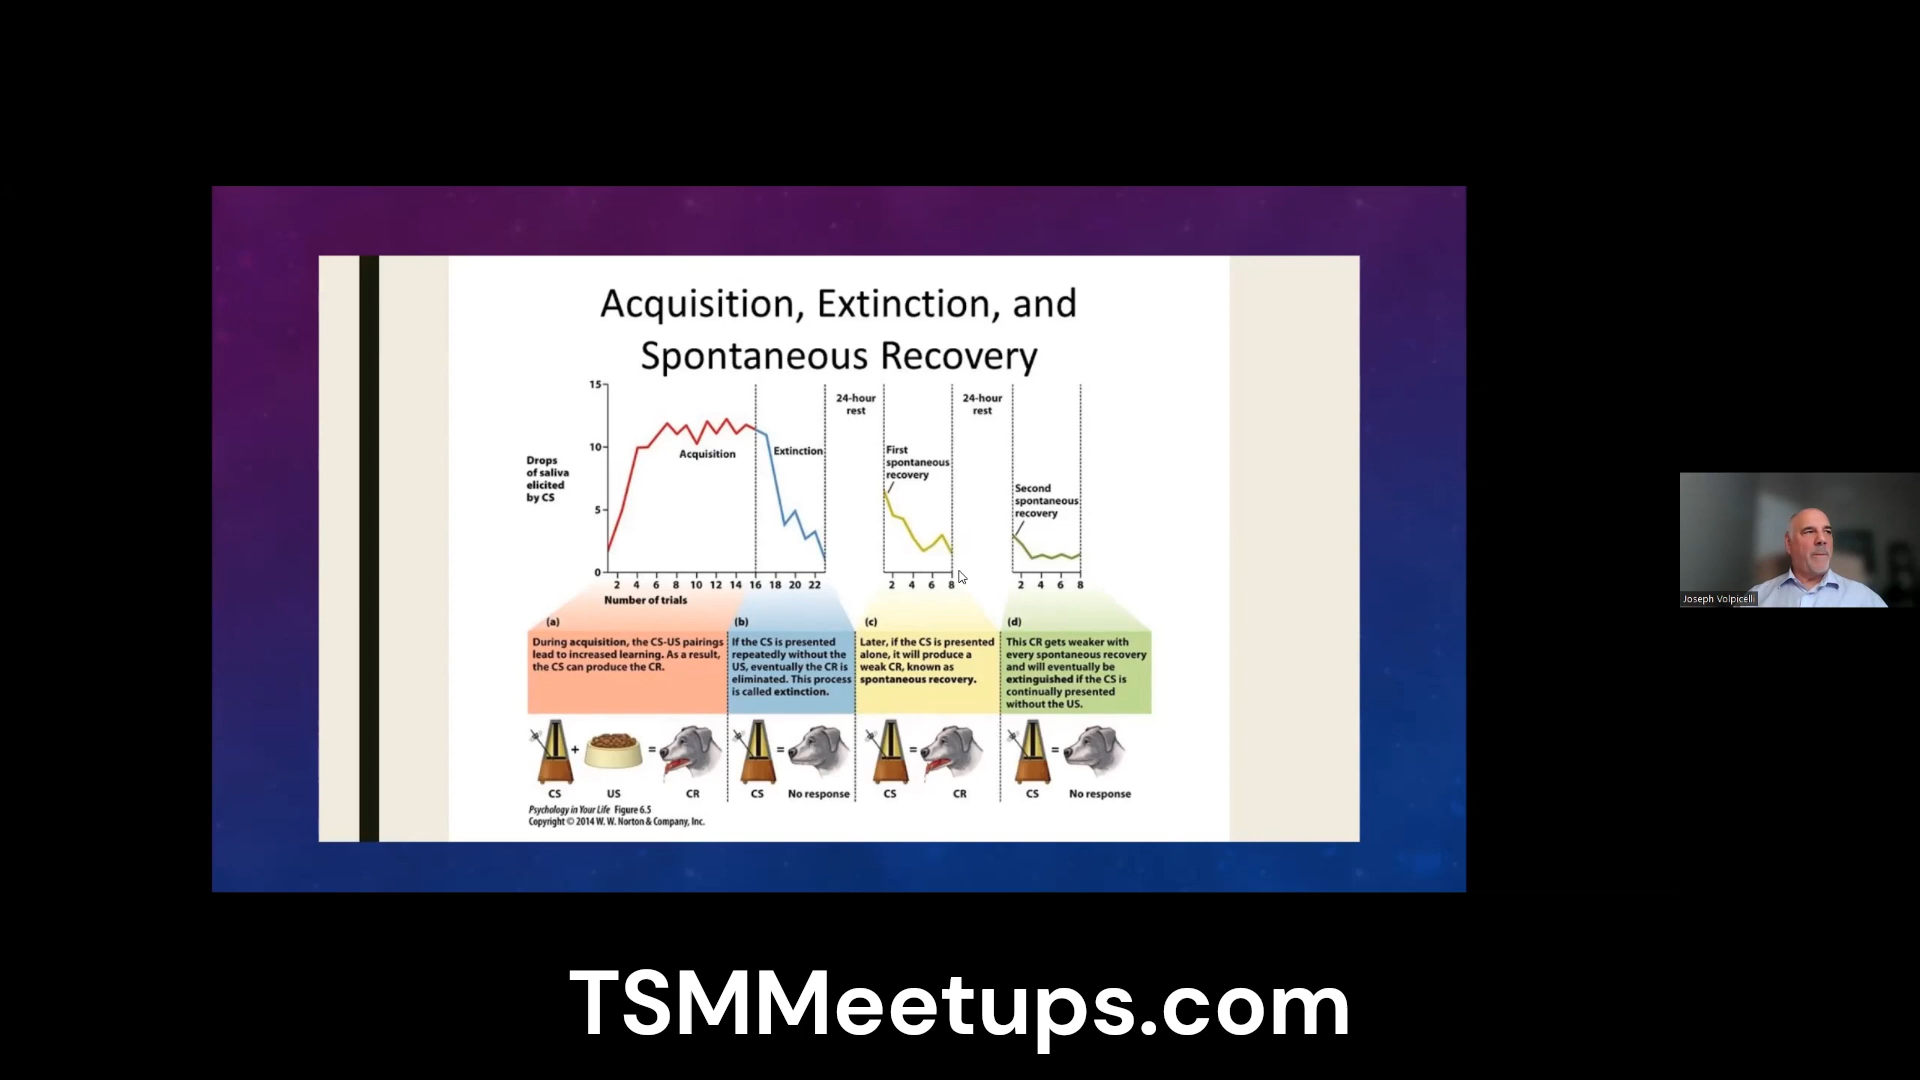 Acquisition, Extinction, and
Spontaneous Recovery
15
10
5
0
Drops
of saliva
elicited
by CS
Acquisition
Extinction
24-hour
rest
First
spontaneous
recovery
24-hour
rest
Second
spontaneous
recovery
2 4 6 8 10 12 14 16 18 20 22
2 4 6 8
2 4 6 8
Number of trials
(a)
During acquisition, the CS-US pairings
lead to increased learning. As a result,
the CS can produce the CR.
(b)
If the CS is presented
repeatedly without the
US, eventually the CR is
eliminated. This process
is called extinction.
(c)
Later, if the CS is presented
alone, it will produce a
weak CR, known as
spontaneous recovery.
(d)
This CR gets weaker with
every spontaneous recovery
and will eventually be
extinguished if the CS is
continually presented
without the US.
+ = = = =
CS US CR CS No response CS CR CS No response
Psychology in Your Life Figure 6.5
Copyright © 2014 W. W. Norton & Company, Inc.
Joseph Volpicelli
TSMMeetups.com